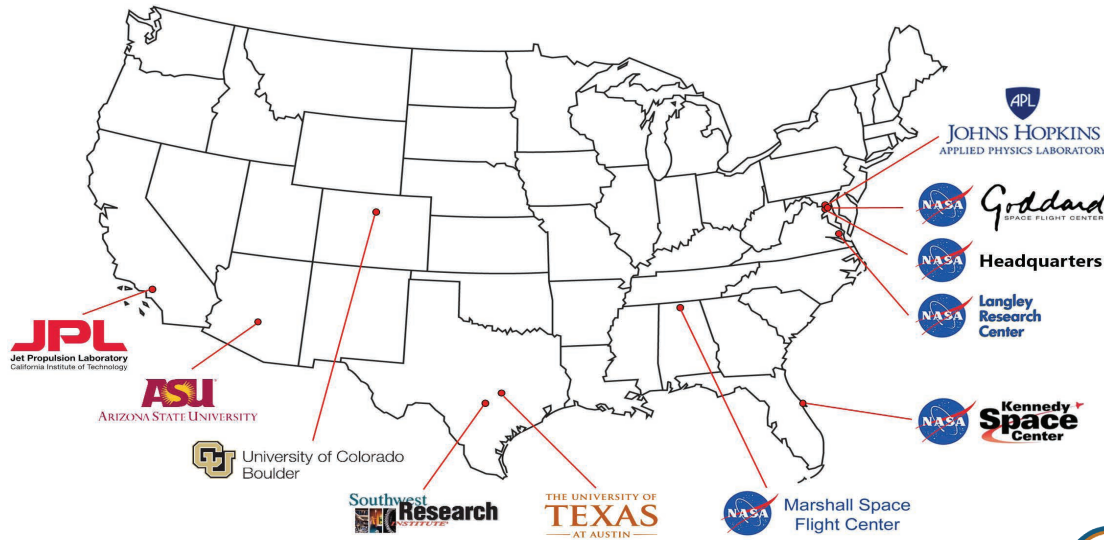 APL
JOHNS HOPKINS
APPLIED PHYSICS LABORATORY
NASA
Goddard
SPACE FLIGHT CENTER
NASA
Headquarters
NASA
Langley
Research
Center
JPL
Jet Propulsion Laboratory
California Institute of Technology
ASU
ARIZONA STATE UNIVERSITY
NASA
Kennedy
Space
Center
CU
University of Colorado
Boulder
Southwest
Research
INSTITUTE
THE UNIVERSITY OF
TEXAS
AT AUSTIN
NASA
Marshall Space
Flight Center